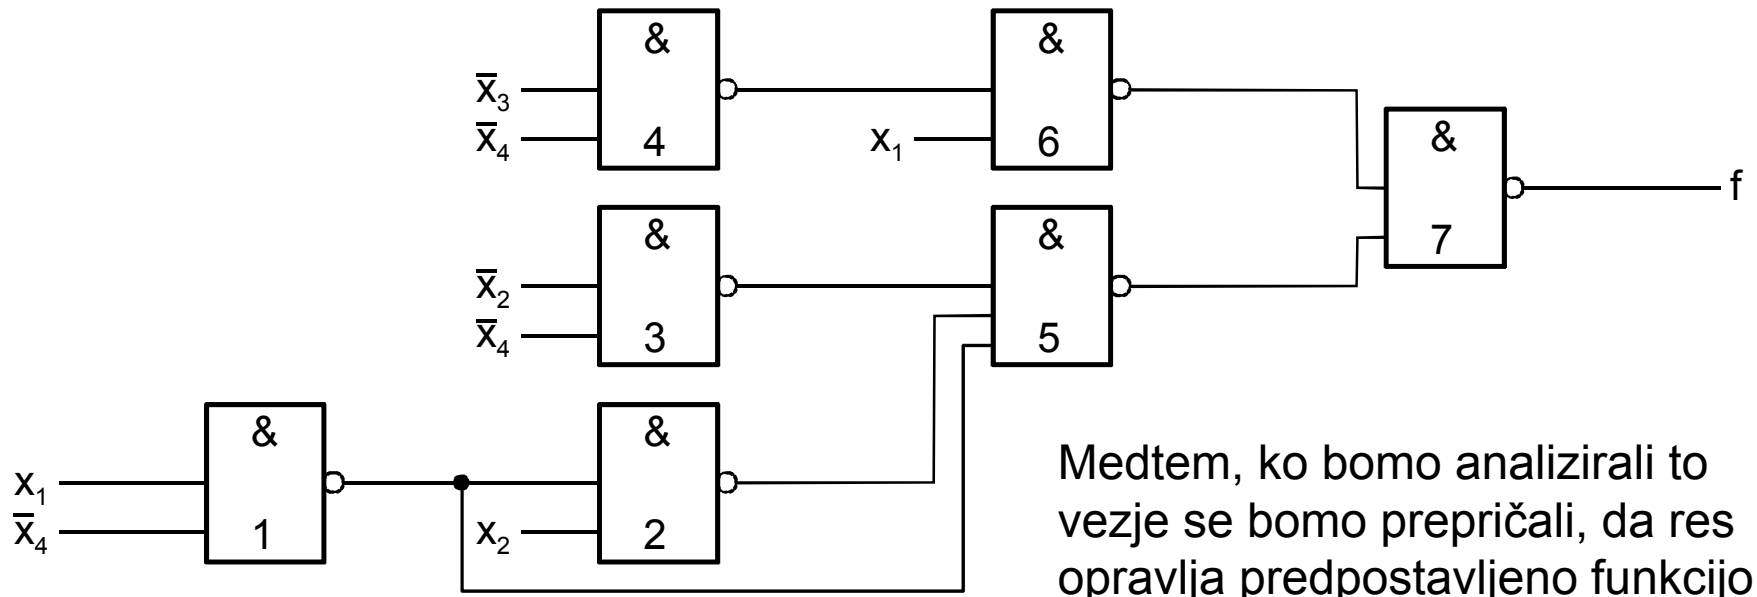 & &
x̄₃
x̄₄ 4 x₁ 6 &
f
& & 7
x̄₂
x̄₄ 3 5
& &
x₁
x̄₄ 1 x₂ 2
Medtem, ko bomo analizirali to
vezje se bomo prepričali, da res
opravlja predpostavljeno funkcijo